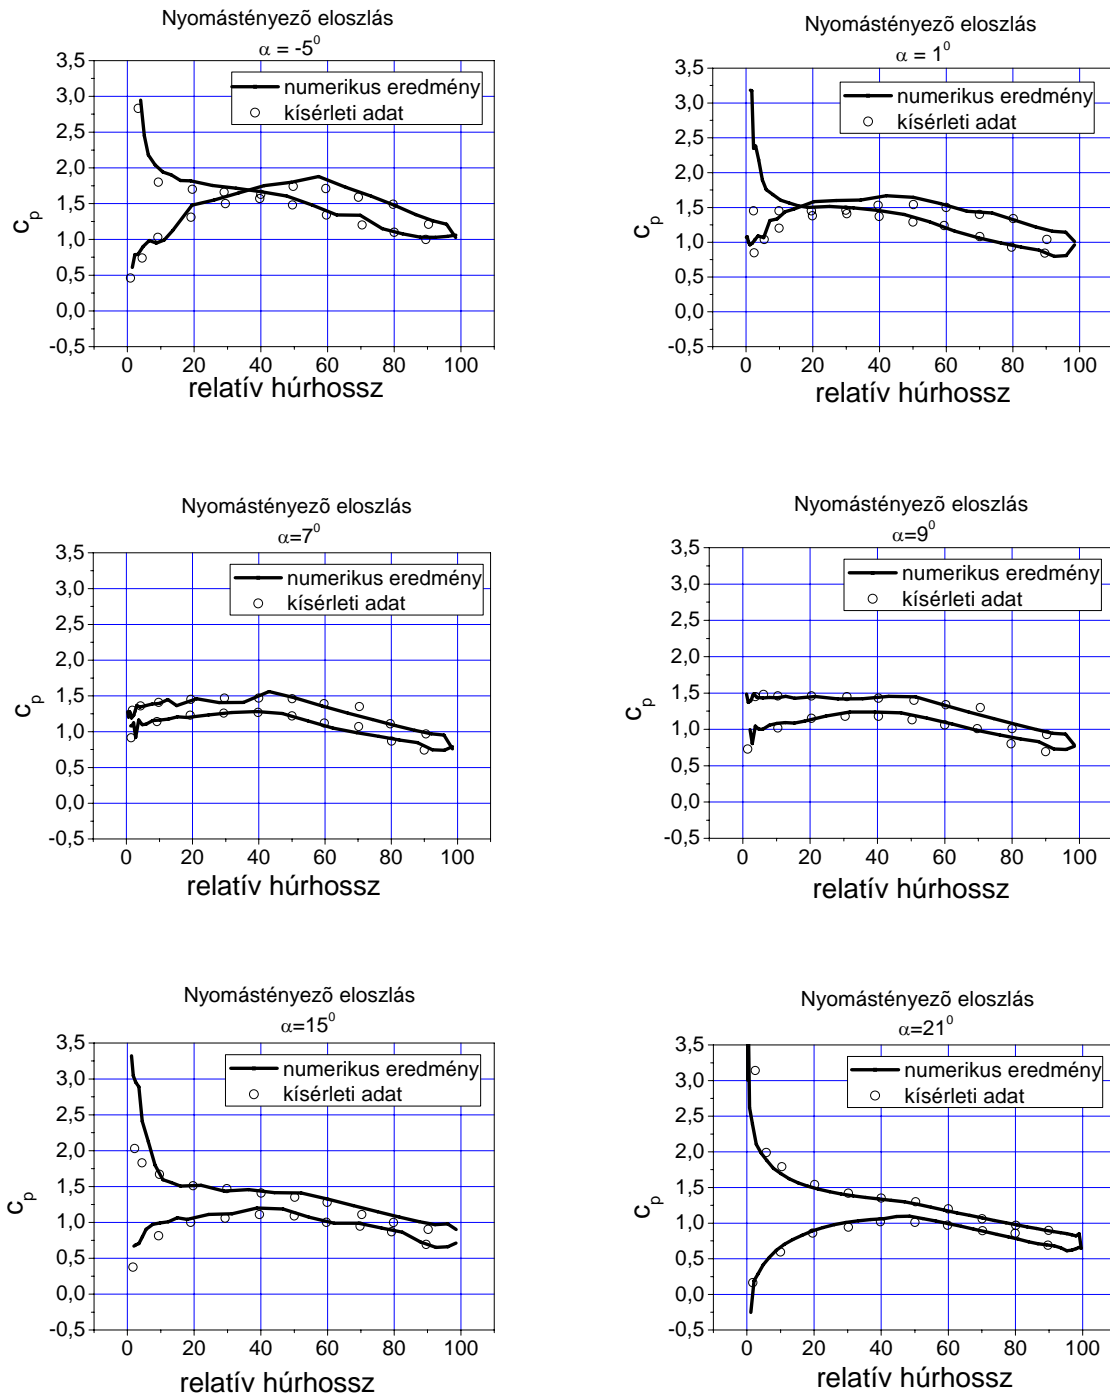 Nyomástényezõ eloszlás
α = -5⁰
3,5
3,0
2,5
2,0
1,5
1,0
0,5
0,0
-0,5
cₚ
numerikus eredmény
kísérleti adat
0 20 40 60 80 100
relatív húrhossz
Nyomástényezõ eloszlás
α = 1⁰
3,5
3,0
2,5
2,0
1,5
1,0
0,5
0,0
-0,5
cₚ
numerikus eredmény
kísérleti adat
0 20 40 60 80 100
relatív húrhossz
Nyomástényezõ eloszlás
α=7⁰
3,5
3,0
2,5
2,0
1,5
1,0
0,5
0,0
-0,5
cₚ
numerikus eredmény
kísérleti adat
0 20 40 60 80 100
relatív húrhossz
Nyomástényezõ eloszlás
α=9⁰
3,5
3,0
2,5
2,0
1,5
1,0
0,5
0,0
-0,5
cₚ
numerikus eredmény
kísérleti adat
0 20 40 60 80 100
relatív húrhossz
Nyomástényezõ eloszlás
α=15⁰
3,5
3,0
2,5
2,0
1,5
1,0
0,5
0,0
-0,5
cₚ
numerikus eredmény
kísérleti adat
0 20 40 60 80 100
relatív húrhossz
Nyomástényezõ eloszlás
α=21⁰
3,5
3,0
2,5
2,0
1,5
1,0
0,5
0,0
-0,5
cₚ
numerikus eredmény
kísérleti adat
0 20 40 60 80 100
relatív húrhossz